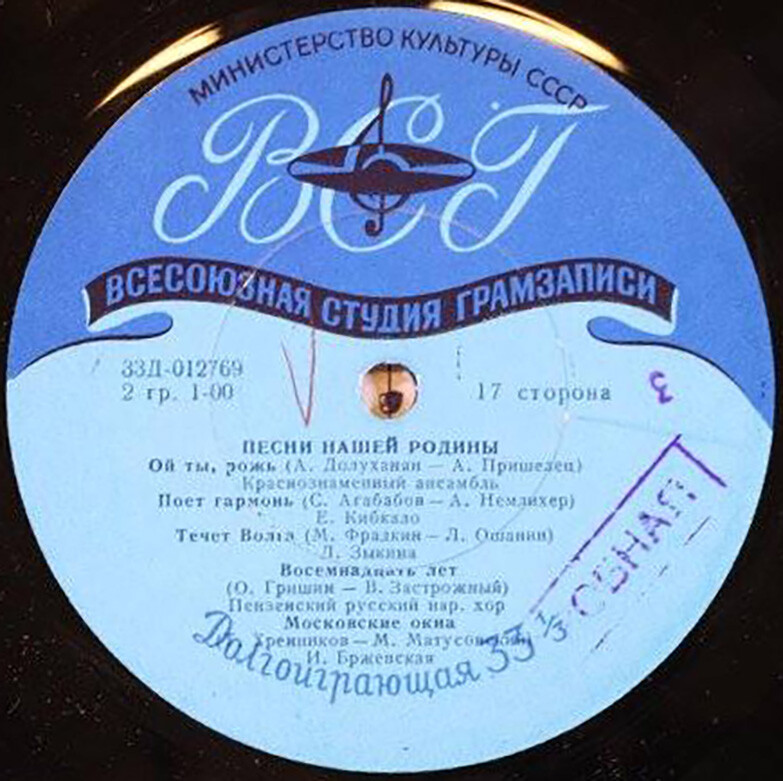 МИНИСТЕРСТВО КУЛЬТУРЫ СССР
ВСГ
ВСЕСОЮЗНАЯ СТУДИЯ ГРАМЗАПИСИ
33Д-012769
2 гр. 1-00
17 сторона
ПЕСНИ НАШЕЙ РОДИНЫ
Ой ты, рожь (А. Долуханян — А. Пришелец)
Краснознаменный ансамбль
Поет гармонь (С. Агабабов — А. Немлихер)
Е. Кибкало
Течет Волга (М. Фрадкин — Л. Ошанин)
Л. Зыкина
Восемнадцать лет
(О. Гришин — В. Застрожный)
Пензенский русский нар. хор
Московские окна
Хренников — М. Матусовский)
И. Бржевская
Долгоиграющая 33 1/3